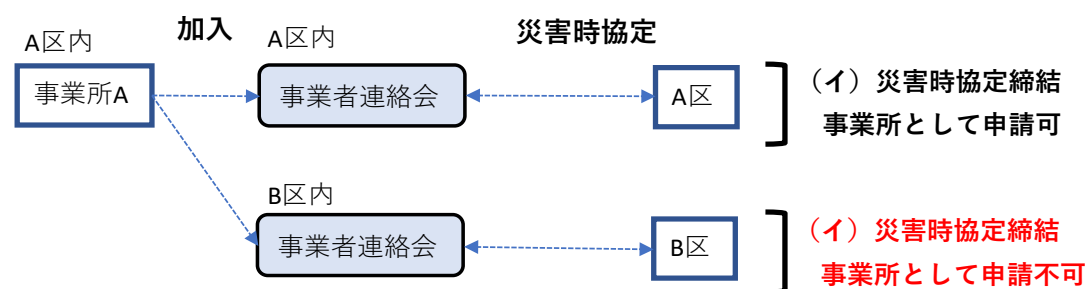 加入
災害時協定
A区内
A区内
事業所A
事業者連絡会
A区
（イ）災害時協定締結
事業所として申請可
B区内
事業者連絡会
B区
（イ）災害時協定締結
事業所として申請不可